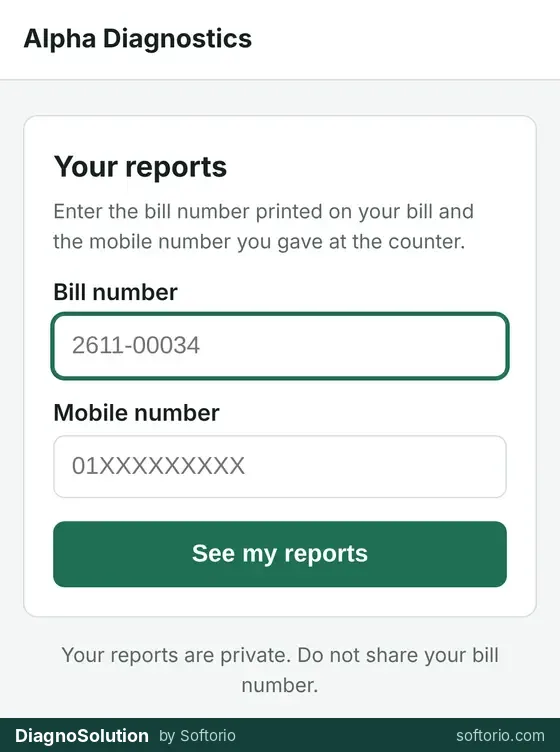 Alpha Diagnostics
Your reports
Enter the bill number printed on your bill and
the mobile number you gave at the counter.
Bill number
2611-00034
Mobile number
01XXXXXXXXX
See my reports
Your reports are private. Do not share your bill
number.
DiagnoSolution by Softorio softorio.com